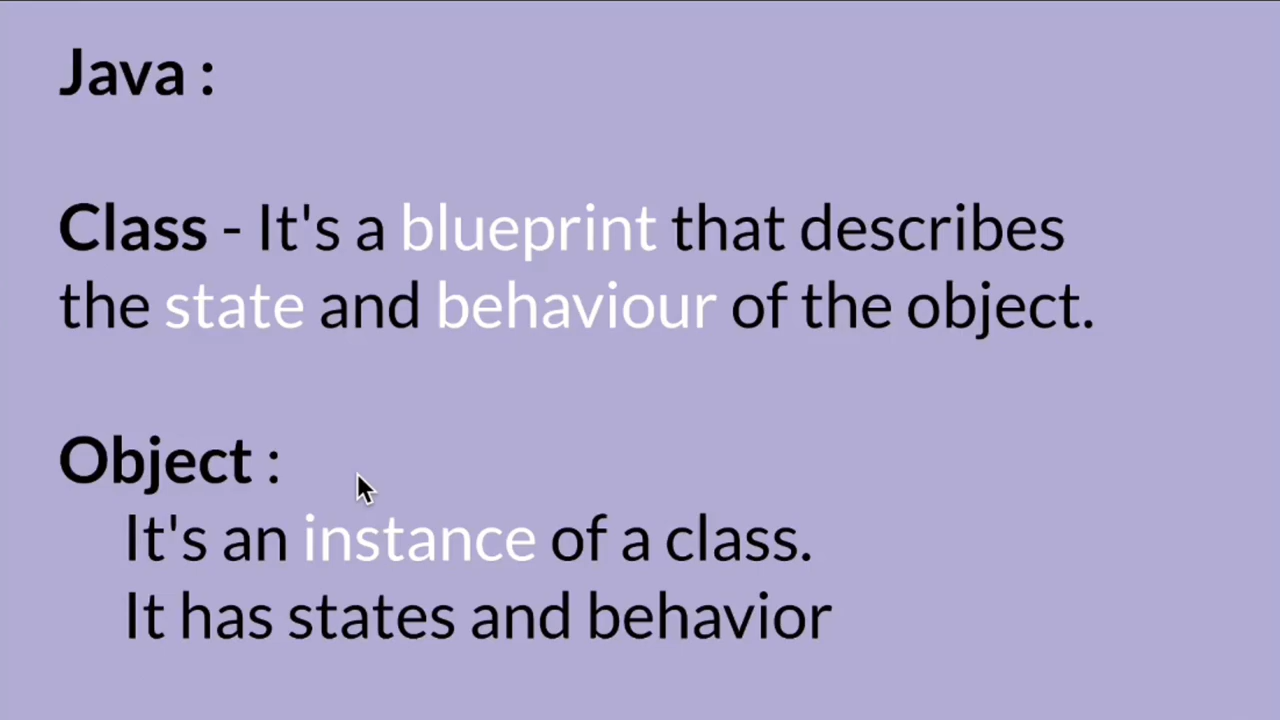 Java :
Class - It's a blueprint that describes
the state and behaviour of the object.
Object :
It's an instance of a class.
It has states and behavior